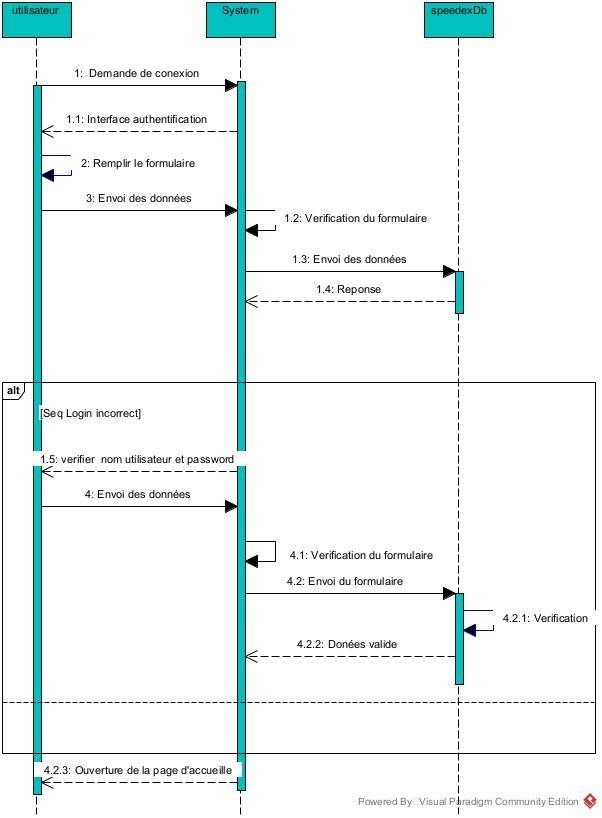 utilisateur
System
speedexDb
1: Demande de conexion
1.1: Interface authentification
2: Remplir le formulaire
3: Envoi des données
1.2: Verification du formulaire
1.3: Envoi des données
1.4: Reponse
alt
[Seq Login incorrect]
1.5: verifier nom utilisateur et password
4: Envoi des données
4.1: Verification du formulaire
4.2: Envoi du formulaire
4.2.1: Verification
4.2.2: Donées valide
4.2.3: Ouverture de la page d'accueille
Powered By Visual Paradigm Community Edition